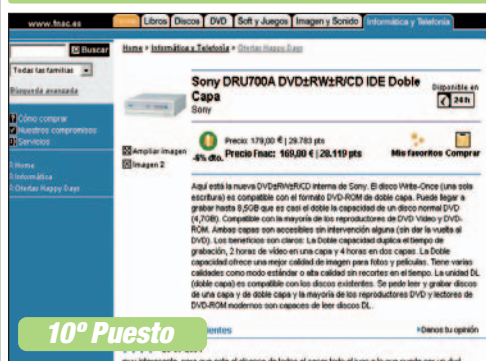 www.fnac.es
Libros Discos DVD Soft y Juegos Imagen y Sonido Informática y Telefonía
Buscar
Home > Informática y Telefonía > Ofertas Happy Days
Todas las familias
Búsqueda avanzada
Sony DRU700A DVD±RW±R/CD IDE Doble
Capa
Sony
Disponible en
24 h
Cómo comprar
Nuestros compromisos
Servicios
Home
Informática
Ofertas Happy Days
Ampliar imagen
Imagen 2
-5% dto.
Precio: 179,00 € | 29.783 pts
Precio Fnac: 169,00 € | 28.119 pts
Mis favoritos Comprar
Aquí está la nueva DVD±RW±R/CD interna de Sony. El disco Write-Once (una sola
escritura) es compatible con el formato DVD-ROM de doble capa. Puede llegar a
grabar hasta 8,5GB que es casi el doble la capacidad de un disco normal DVD
(4,7GB). Compatible con la mayoría de los reproductores de DVD Video y DVD-
ROM. Ambas capas son accesibles sin intervención alguna (sin dar la vuelta al
DVD). Los beneficios son claros: La Doble capacidad duplica el tiempo de
grabación, 2 horas de vídeo en una capa y 4 horas en dos capas. La Doble
capacidad ofrece una mejor calidad de imagen para fotos y películas. Tiene varias
calidades como modo estándar o alta calidad sin recortes en el tiempo. La unidad DL
(doble capa) es compatible con los discos existentes. Se pede leer y grabar discos
de una capa y de doble capa y la mayoría de los reproductores DVD y lectores de
DVD-ROM modernos son capaces de leer discos DL.
10º Puesto
Danos tu opinión